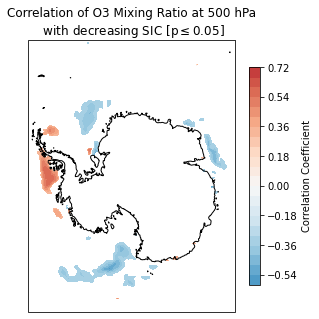 Correlation of O3 Mixing Ratio at 500 hPa
with decreasing SIC [p ≤ 0.05]
0.72
0.54
0.36
0.18
0.00
−0.18
−0.36
−0.54
Correlation Coefficient